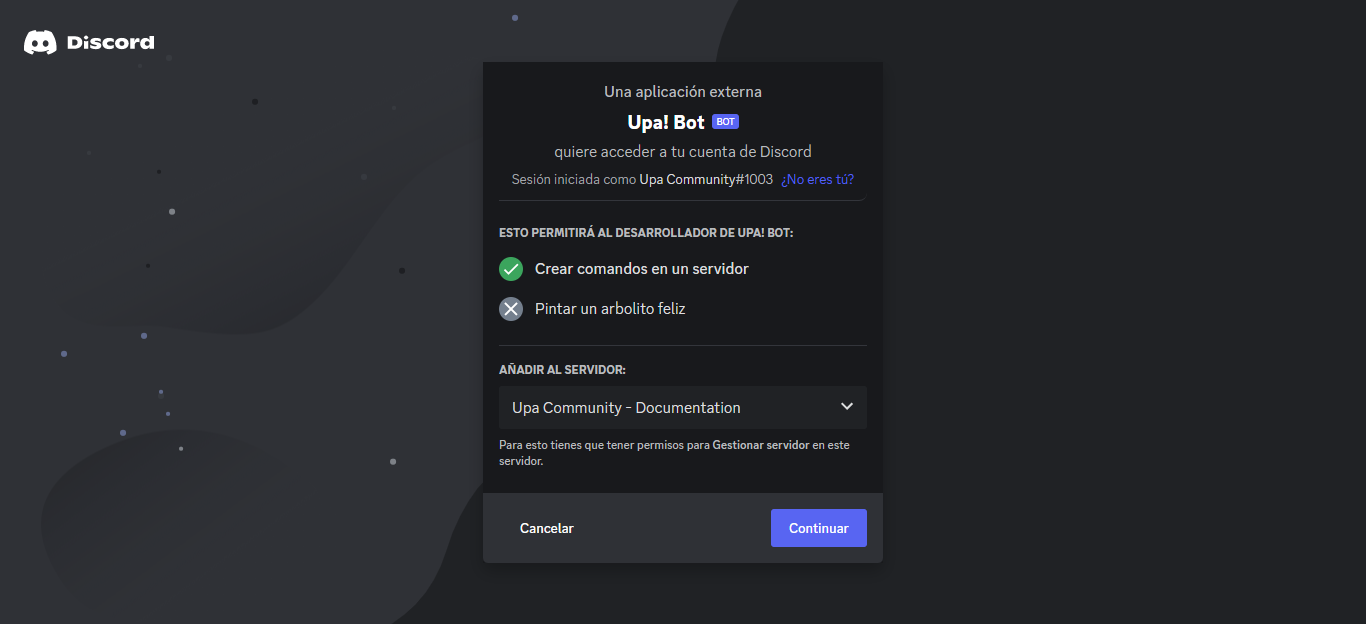 Discord
Una aplicación externa
Upa! Bot BOT
quiere acceder a tu cuenta de Discord
Sesión iniciada como Upa Community#1003 ¿No eres tú?
ESTO PERMITIRÁ AL DESARROLLADOR DE UPA! BOT:
Crear comandos en un servidor
Pintar un arbolito feliz
AÑADIR AL SERVIDOR:
Upa Community - Documentation
Para esto tienes que tener permisos para Gestionar servidor en este
servidor.
Cancelar
Continuar